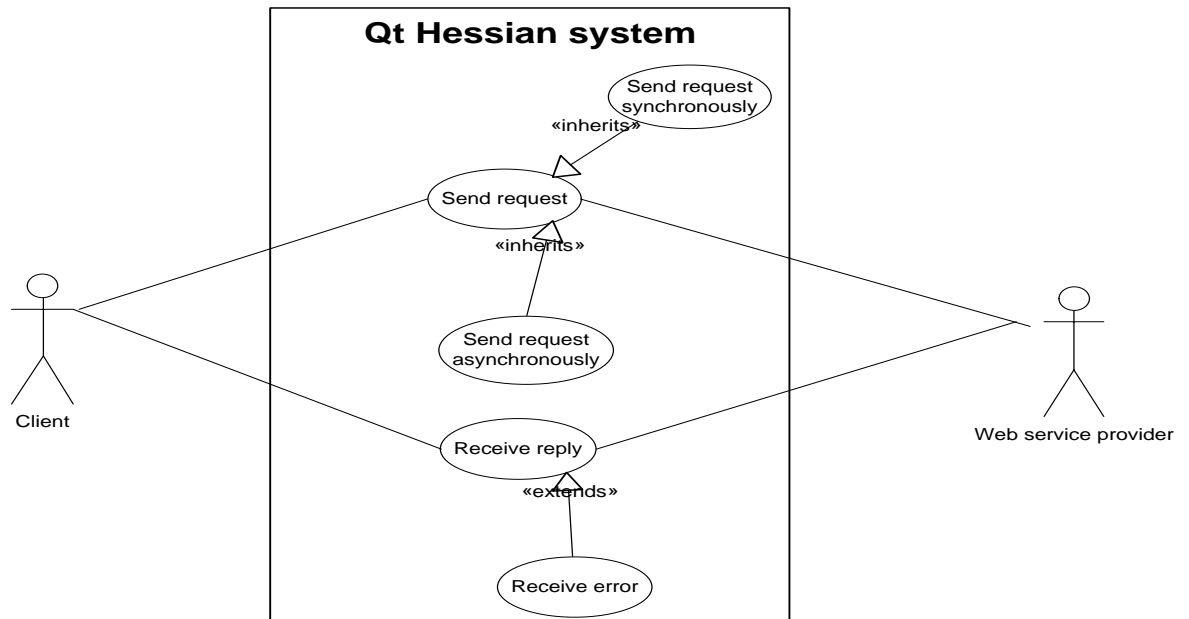 Qt Hessian system
Send request
synchronously
«inherits»
Send request
«inherits»
Send request
asynchronously
Client
Receive reply
Web service provider
«extends»
Receive error